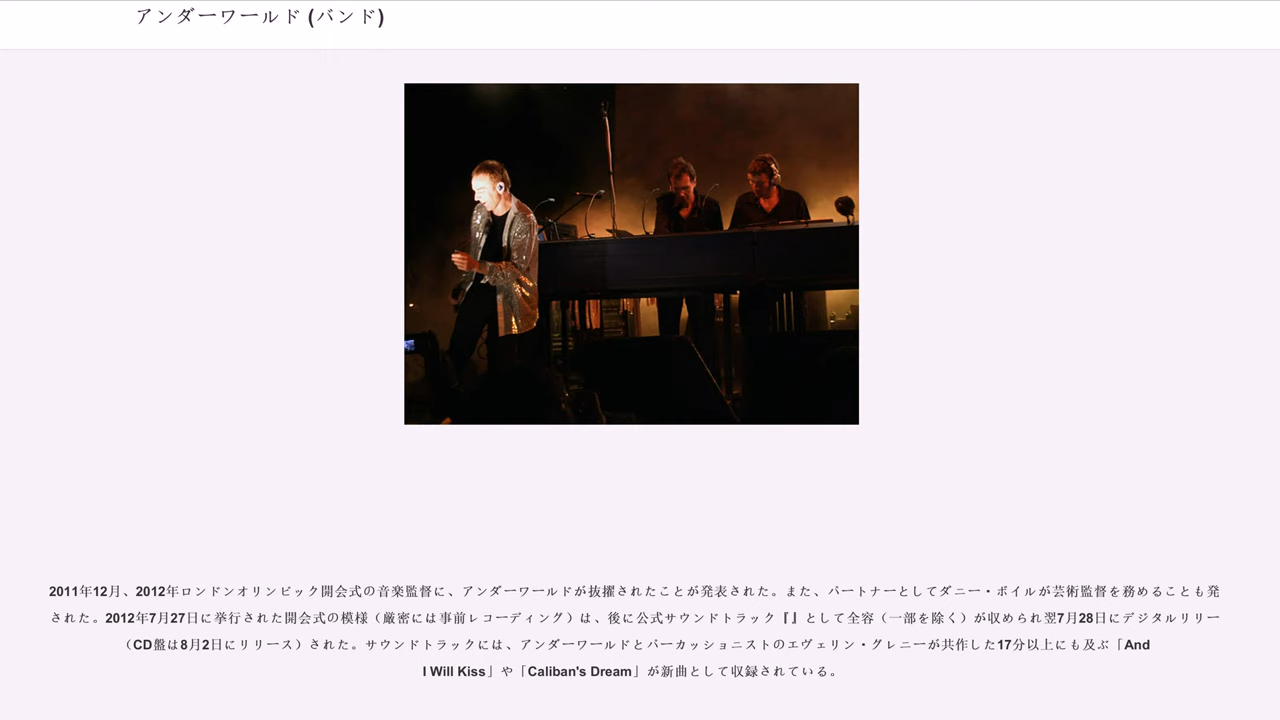 アンダーワールド (バンド)
2011年12月、2012年ロンドンオリンピック開会式の音楽監督に、アンダーワールドが抜擢されたことが発表された。また、パートナーとしてダニー・ボイルが芸術監督を務めることも発
された。2012年7月27日に挙行された開会式の模様（厳密には事前レコーディング）は、後に公式サウンドトラック『』として全容（一部を除く）が収められ翌7月28日にデジタルリリー
（CD盤は8月2日にリリース）された。サウンドトラックには、アンダーワールドとパーカッショニストのエヴェリン・グレニーが共作した17分以上にも及ぶ「And
I Will Kiss」や「Caliban's Dream」が新曲として収録されている。